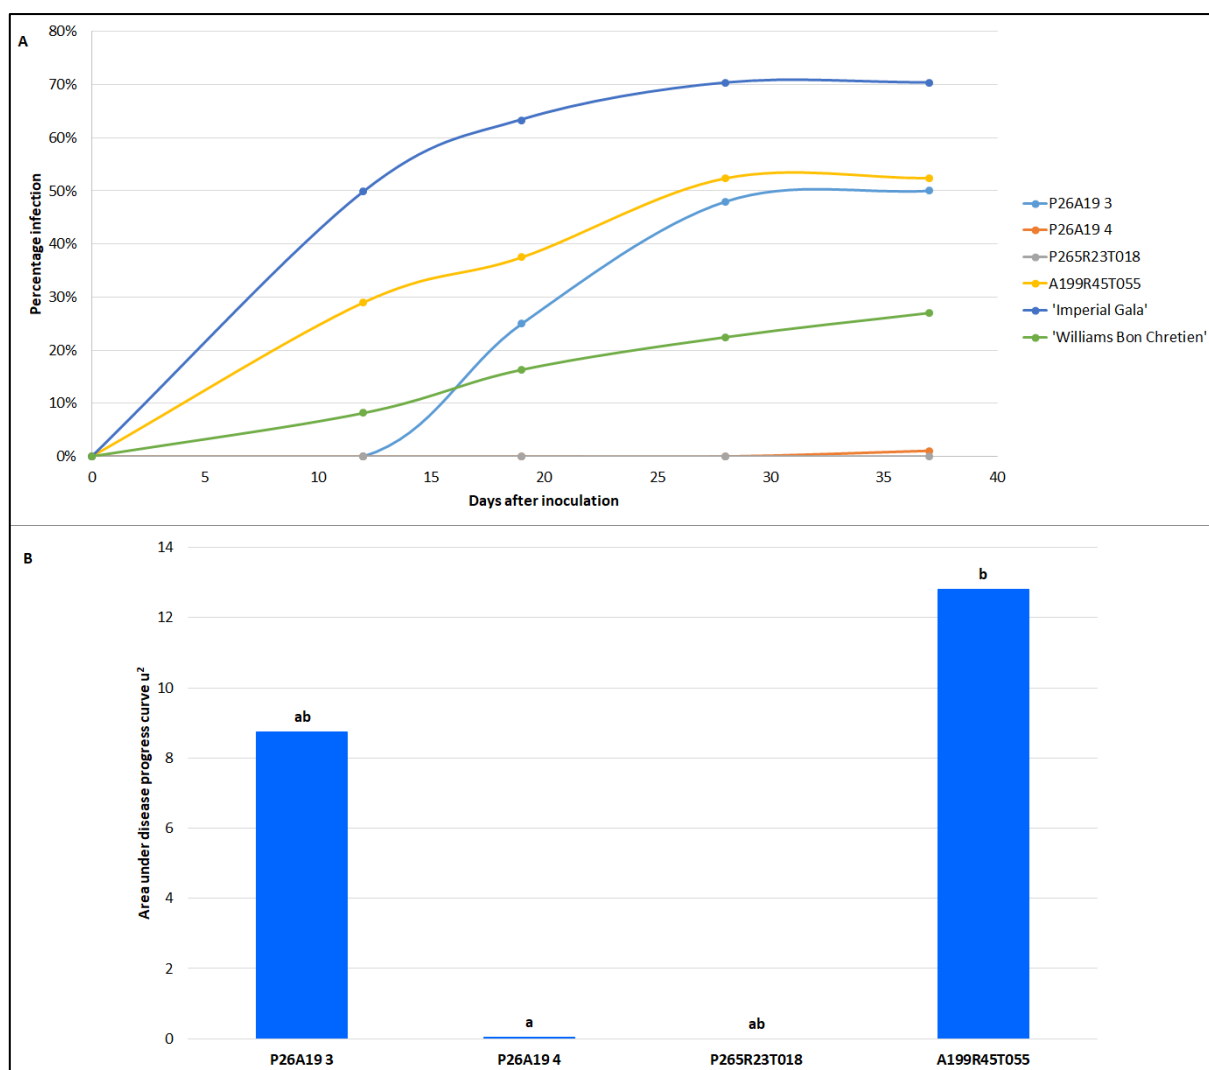 A
80%
70%
60%
50%
40%
30%
20%
10%
0%
Percentage infection
0 5 10 15 20 25 30 35 40
Days after inoculation
P26A19 3
P26A19 4
P265R23T018
A199R45T055
'Imperial Gala'
'Williams Bon Chretien'
B
14
12
10
8
6
4
2
0
Area under disease progress curve u²
ab
a
ab
b
P26A19 3 P26A19 4 P265R23T018 A199R45T055